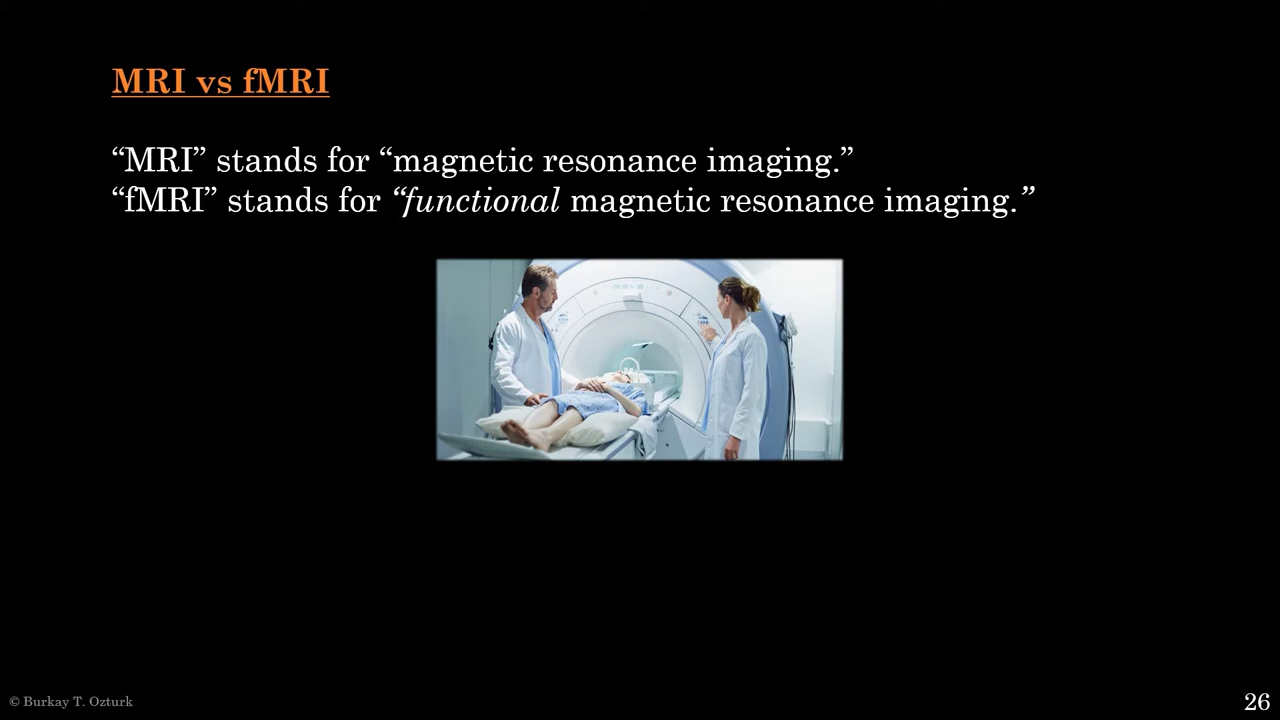 MRI vs fMRI
“MRI” stands for “magnetic resonance imaging.”
“fMRI” stands for “functional magnetic resonance imaging.”
© Burkay T. Ozturk
26